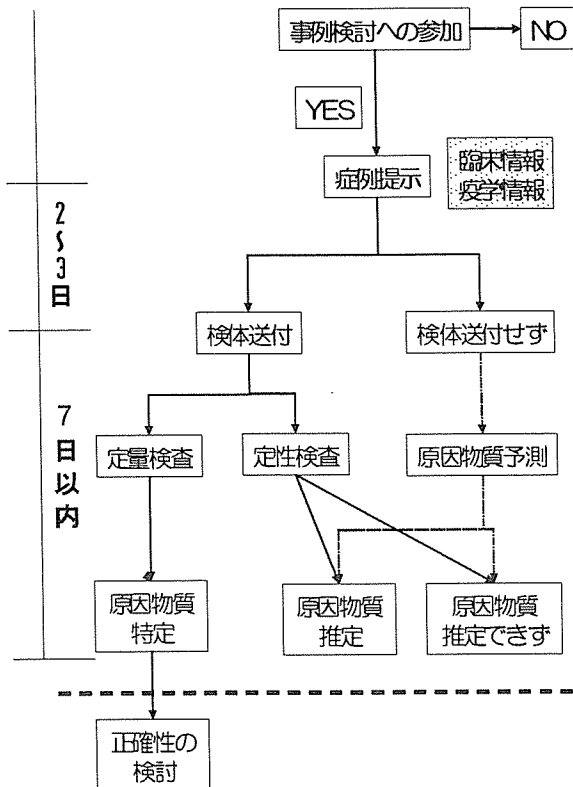 事例検討への参加
NO
YES
症例提示
臨床情報
疫学情報
2～3日
検体送付
検体送付せず
7日以内
定量検査
定性検査
原因物質予測
原因物質
特定
原因物質
推定
原因物質
推定できず
正確性の
検討